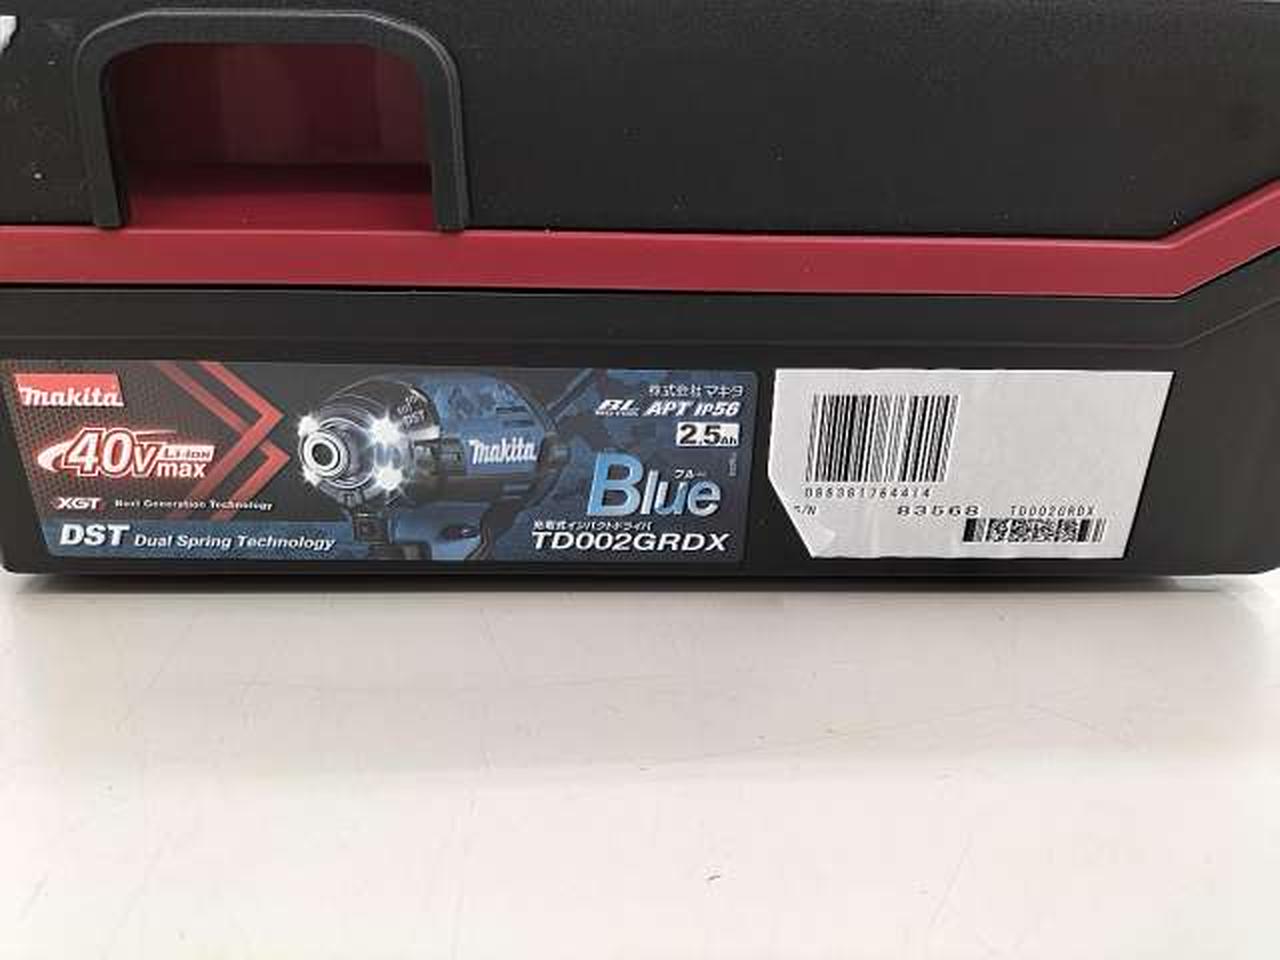 makita
40Vmax Li-ion
XGT Next Generation Technology
DST Dual Spring Technology
DST
makita
株式会社マキタ
BL MOTOR APT IP56
2.5Ah
ブルー
Blue
充電式インパクトドライバ
TD002GRDX
S/N 83568 TD002GRDX